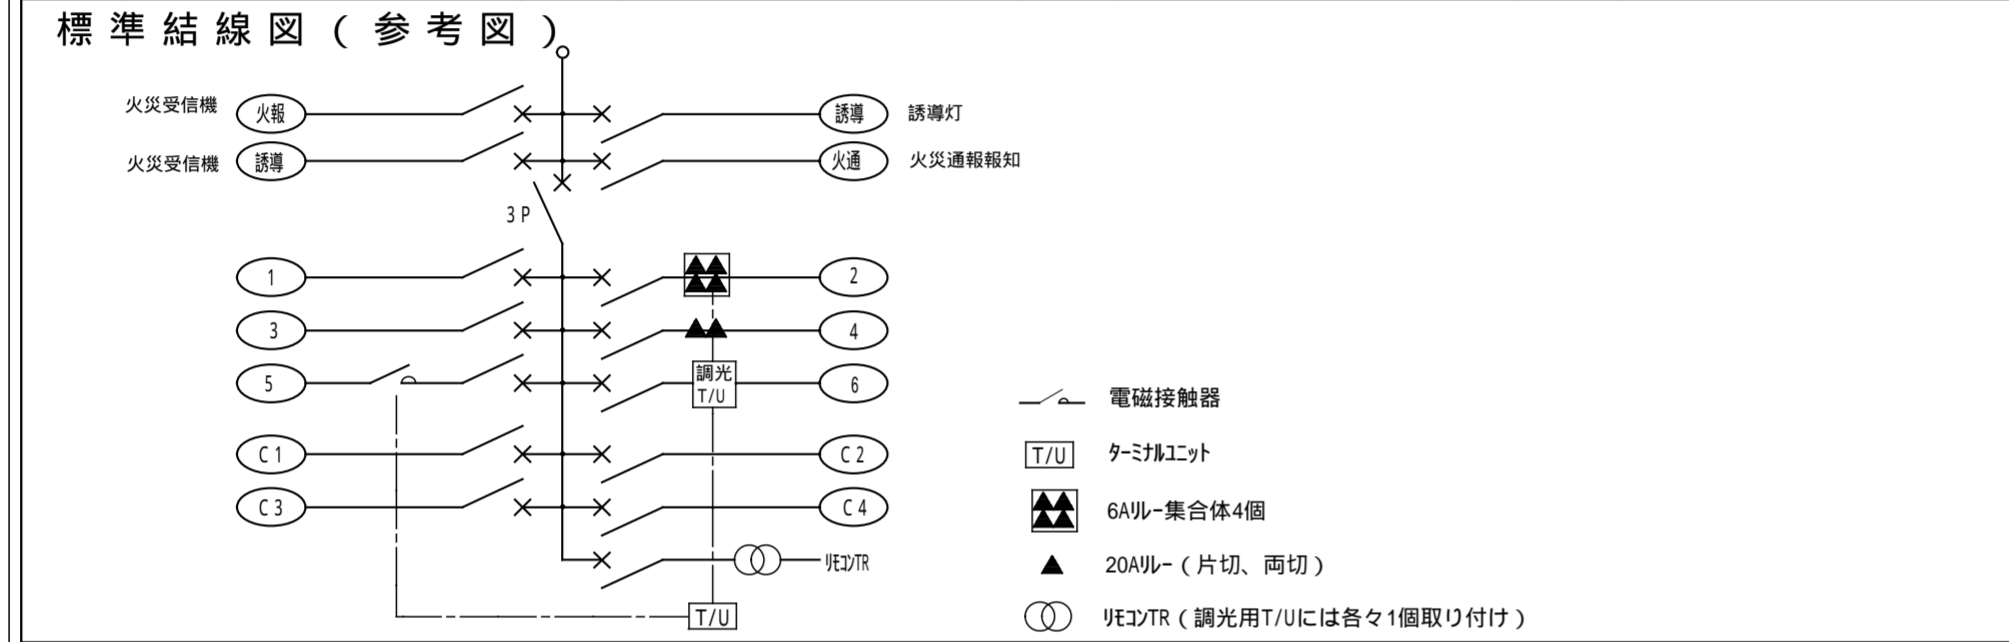 標準結線図(参考図)
火災受信機 火報 誘導 誘導灯
火災受信機 誘導 火通 火災通報報知
3P
1 2
3 4
5 調光 T/U 6
C1 C2
C3 C4
リモコンTR
T/U
電磁接触器
T/U ターミナルユニット
6Aリレー集合体4個
20Aリレー(片切、両切)
リモコンTR(調光用T/Uには各々1個取り付け)